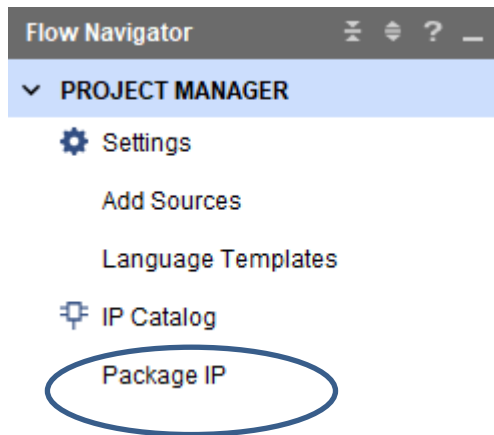 Flow Navigator ?
PROJECT MANAGER
Settings
Add Sources
Language Templates
IP Catalog
Package IP